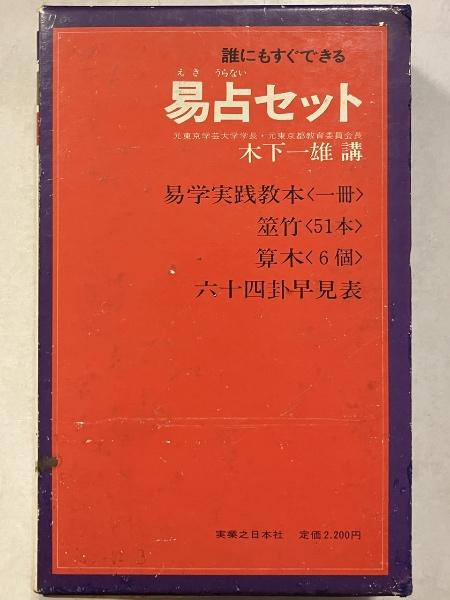 誰にもすぐできる
えき うらない
易占セット
元東京学芸大学学長・元東京都教育委員会長
木下一雄 講
易学実践教本〈一冊〉
筮竹〈51本〉
算木〈6個〉
六十四卦早見表
実業之日本社 定価2,200円